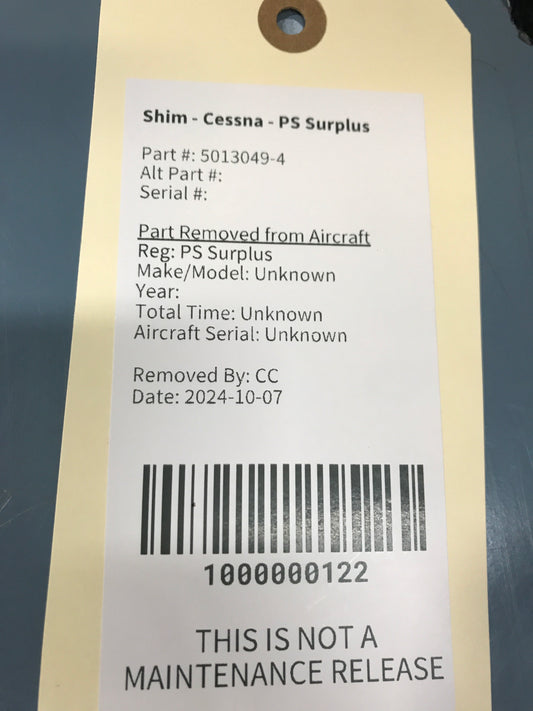 Shim - Cessna - PS Surplus
Part #: 5013049-4
Alt Part #:
Serial #:
Part Removed from Aircraft
Reg: PS Surplus
Make/Model: Unknown
Year:
Total Time: Unknown
Aircraft Serial: Unknown
Removed By: CC
Date: 2024-10-07
1000000122
THIS IS NOT A
MAINTENANCE RELEASE